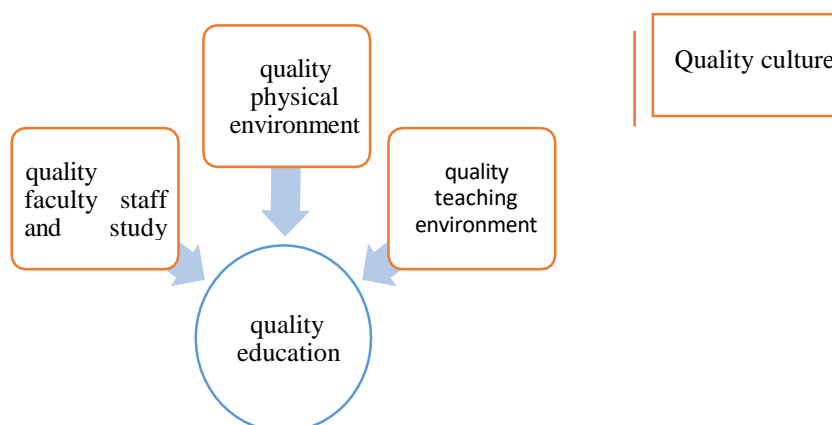 quality
physical
environment
Quality culture
quality
faculty staff
and study
quality
teaching
environment
quality
education